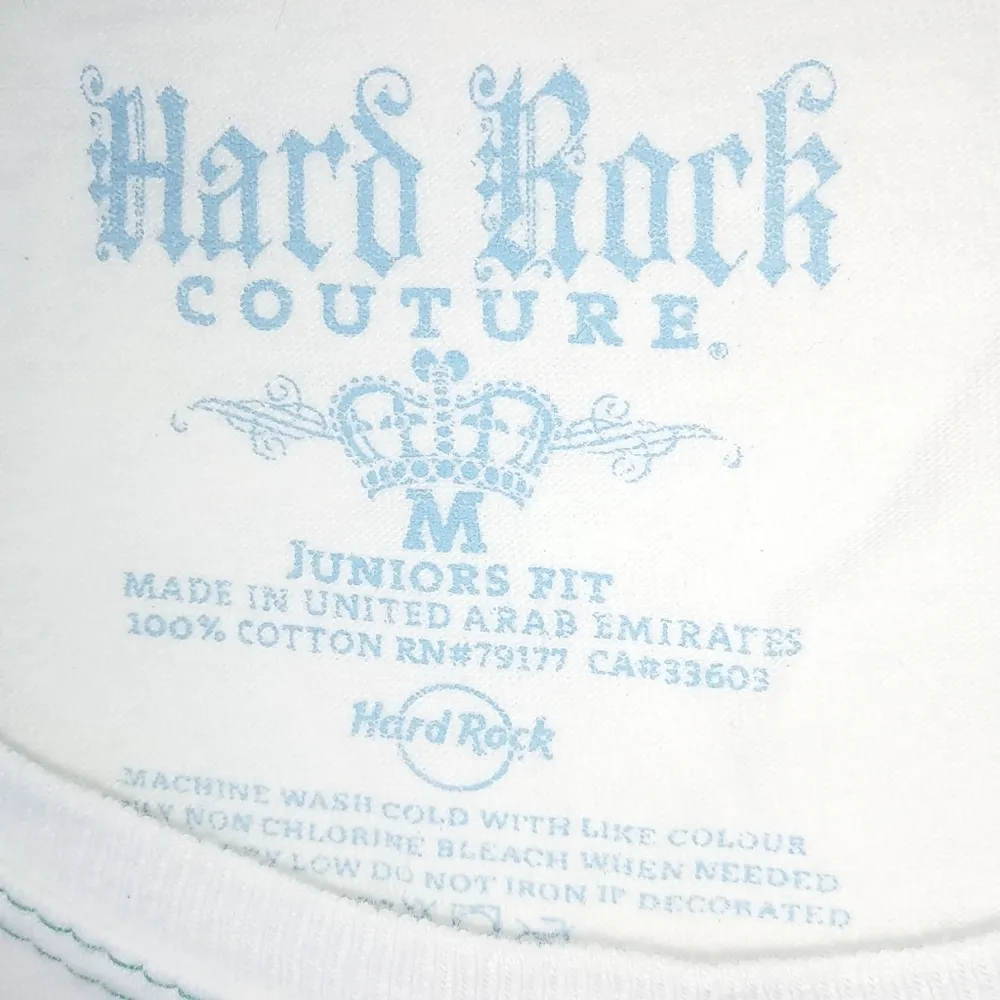 Hard Rock
COUTURE®
M
JUNIORS FIT
MADE IN UNITED ARAB EMIRATES
100% COTTON RN#79177 CA#33603
Hard Rock
MACHINE WASH COLD WITH LIKE COLOUR
NON CHLORINE BLEACH WHEN NEEDED
LOW DO NOT IRON IF DECORATED